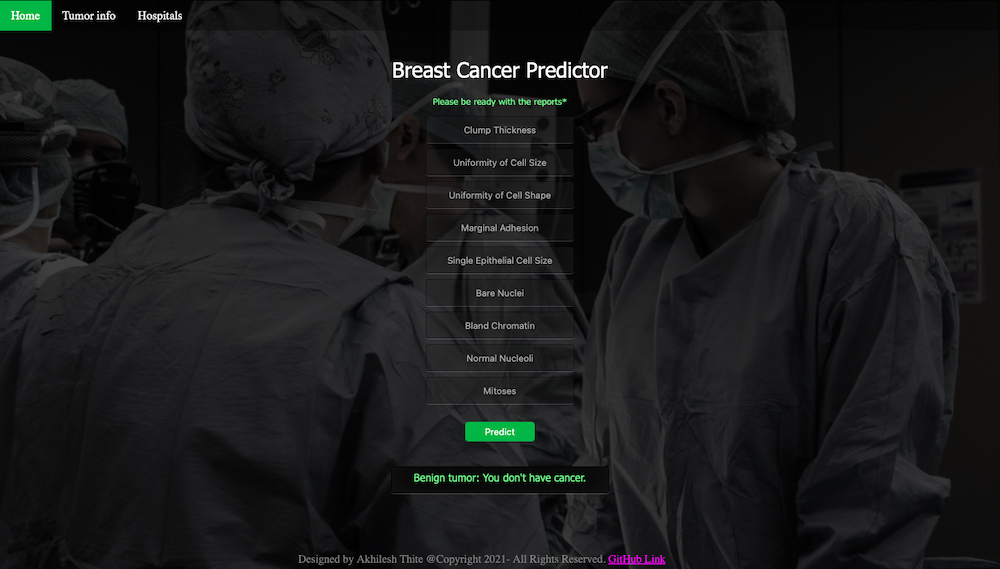 Home Tumor info Hospitals
Breast Cancer Predictor
Please be ready with the reports*
Clump Thickness
Uniformity of Cell Size
Uniformity of Cell Shape
Marginal Adhesion
Single Epithelial Cell Size
Bare Nuclei
Bland Chromatin
Normal Nucleoli
Mitoses
Predict
Benign tumor: You don't have cancer.
Designed by Akhilesh Thite @Copyright 2021- All Rights Reserved. GitHub Link